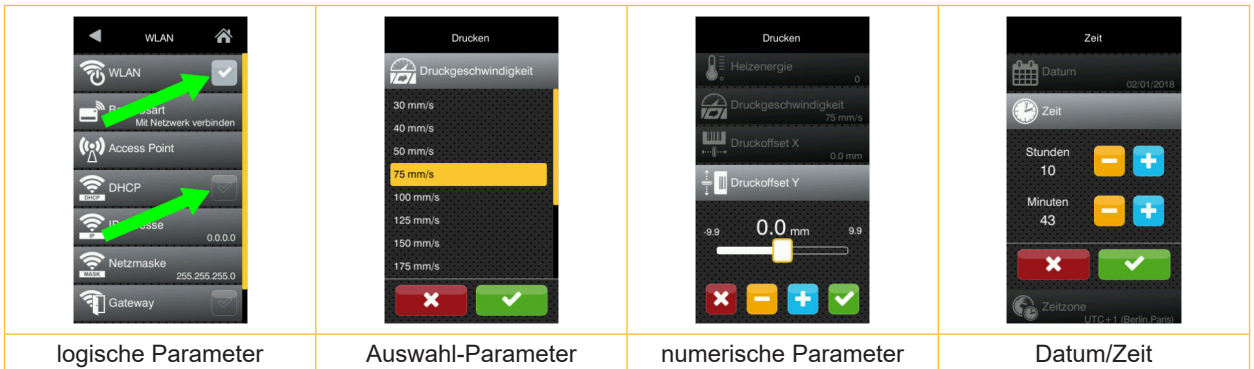 WLAN
WLAN
Mit Netzwerk verbinden
Access Point
DHCP
DHCP
IP
0.0.0.0
Netzmaske
MASK
255.255.255.0
Gateway
logische Parameter
Drucken
Druckgeschwindigkeit
30 mm/s
40 mm/s
50 mm/s
75 mm/s
100 mm/s
125 mm/s
150 mm/s
175 mm/s
Auswahl-Parameter
Drucken
Heizenergie
0
Druckgeschwindigkeit
75 mm/s
Druckoffset X
0.0 mm
Druckoffset Y
-9.9 0.0 mm 9.9
numerische Parameter
Zeit
Datum
02/01/2018
Zeit
Stunden
10
Minuten
43
Zeitzone
UTC+1 (Berlin,Paris)
Datum/Zeit